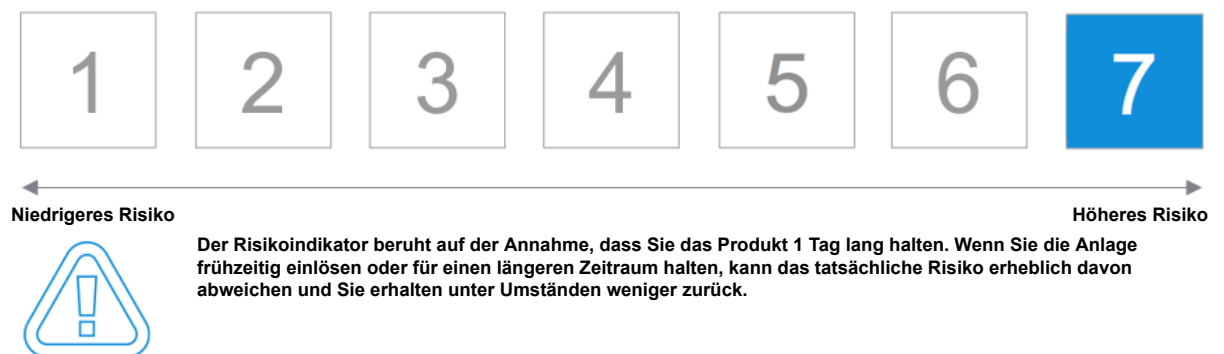 1 2 3 4 5 6 7
Niedrigeres Risiko Höheres Risiko
Der Risikoindikator beruht auf der Annahme, dass Sie das Produkt 1 Tag lang halten. Wenn Sie die Anlage
frühzeitig einlösen oder für einen längeren Zeitraum halten, kann das tatsächliche Risiko erheblich davon
abweichen und Sie erhalten unter Umständen weniger zurück.